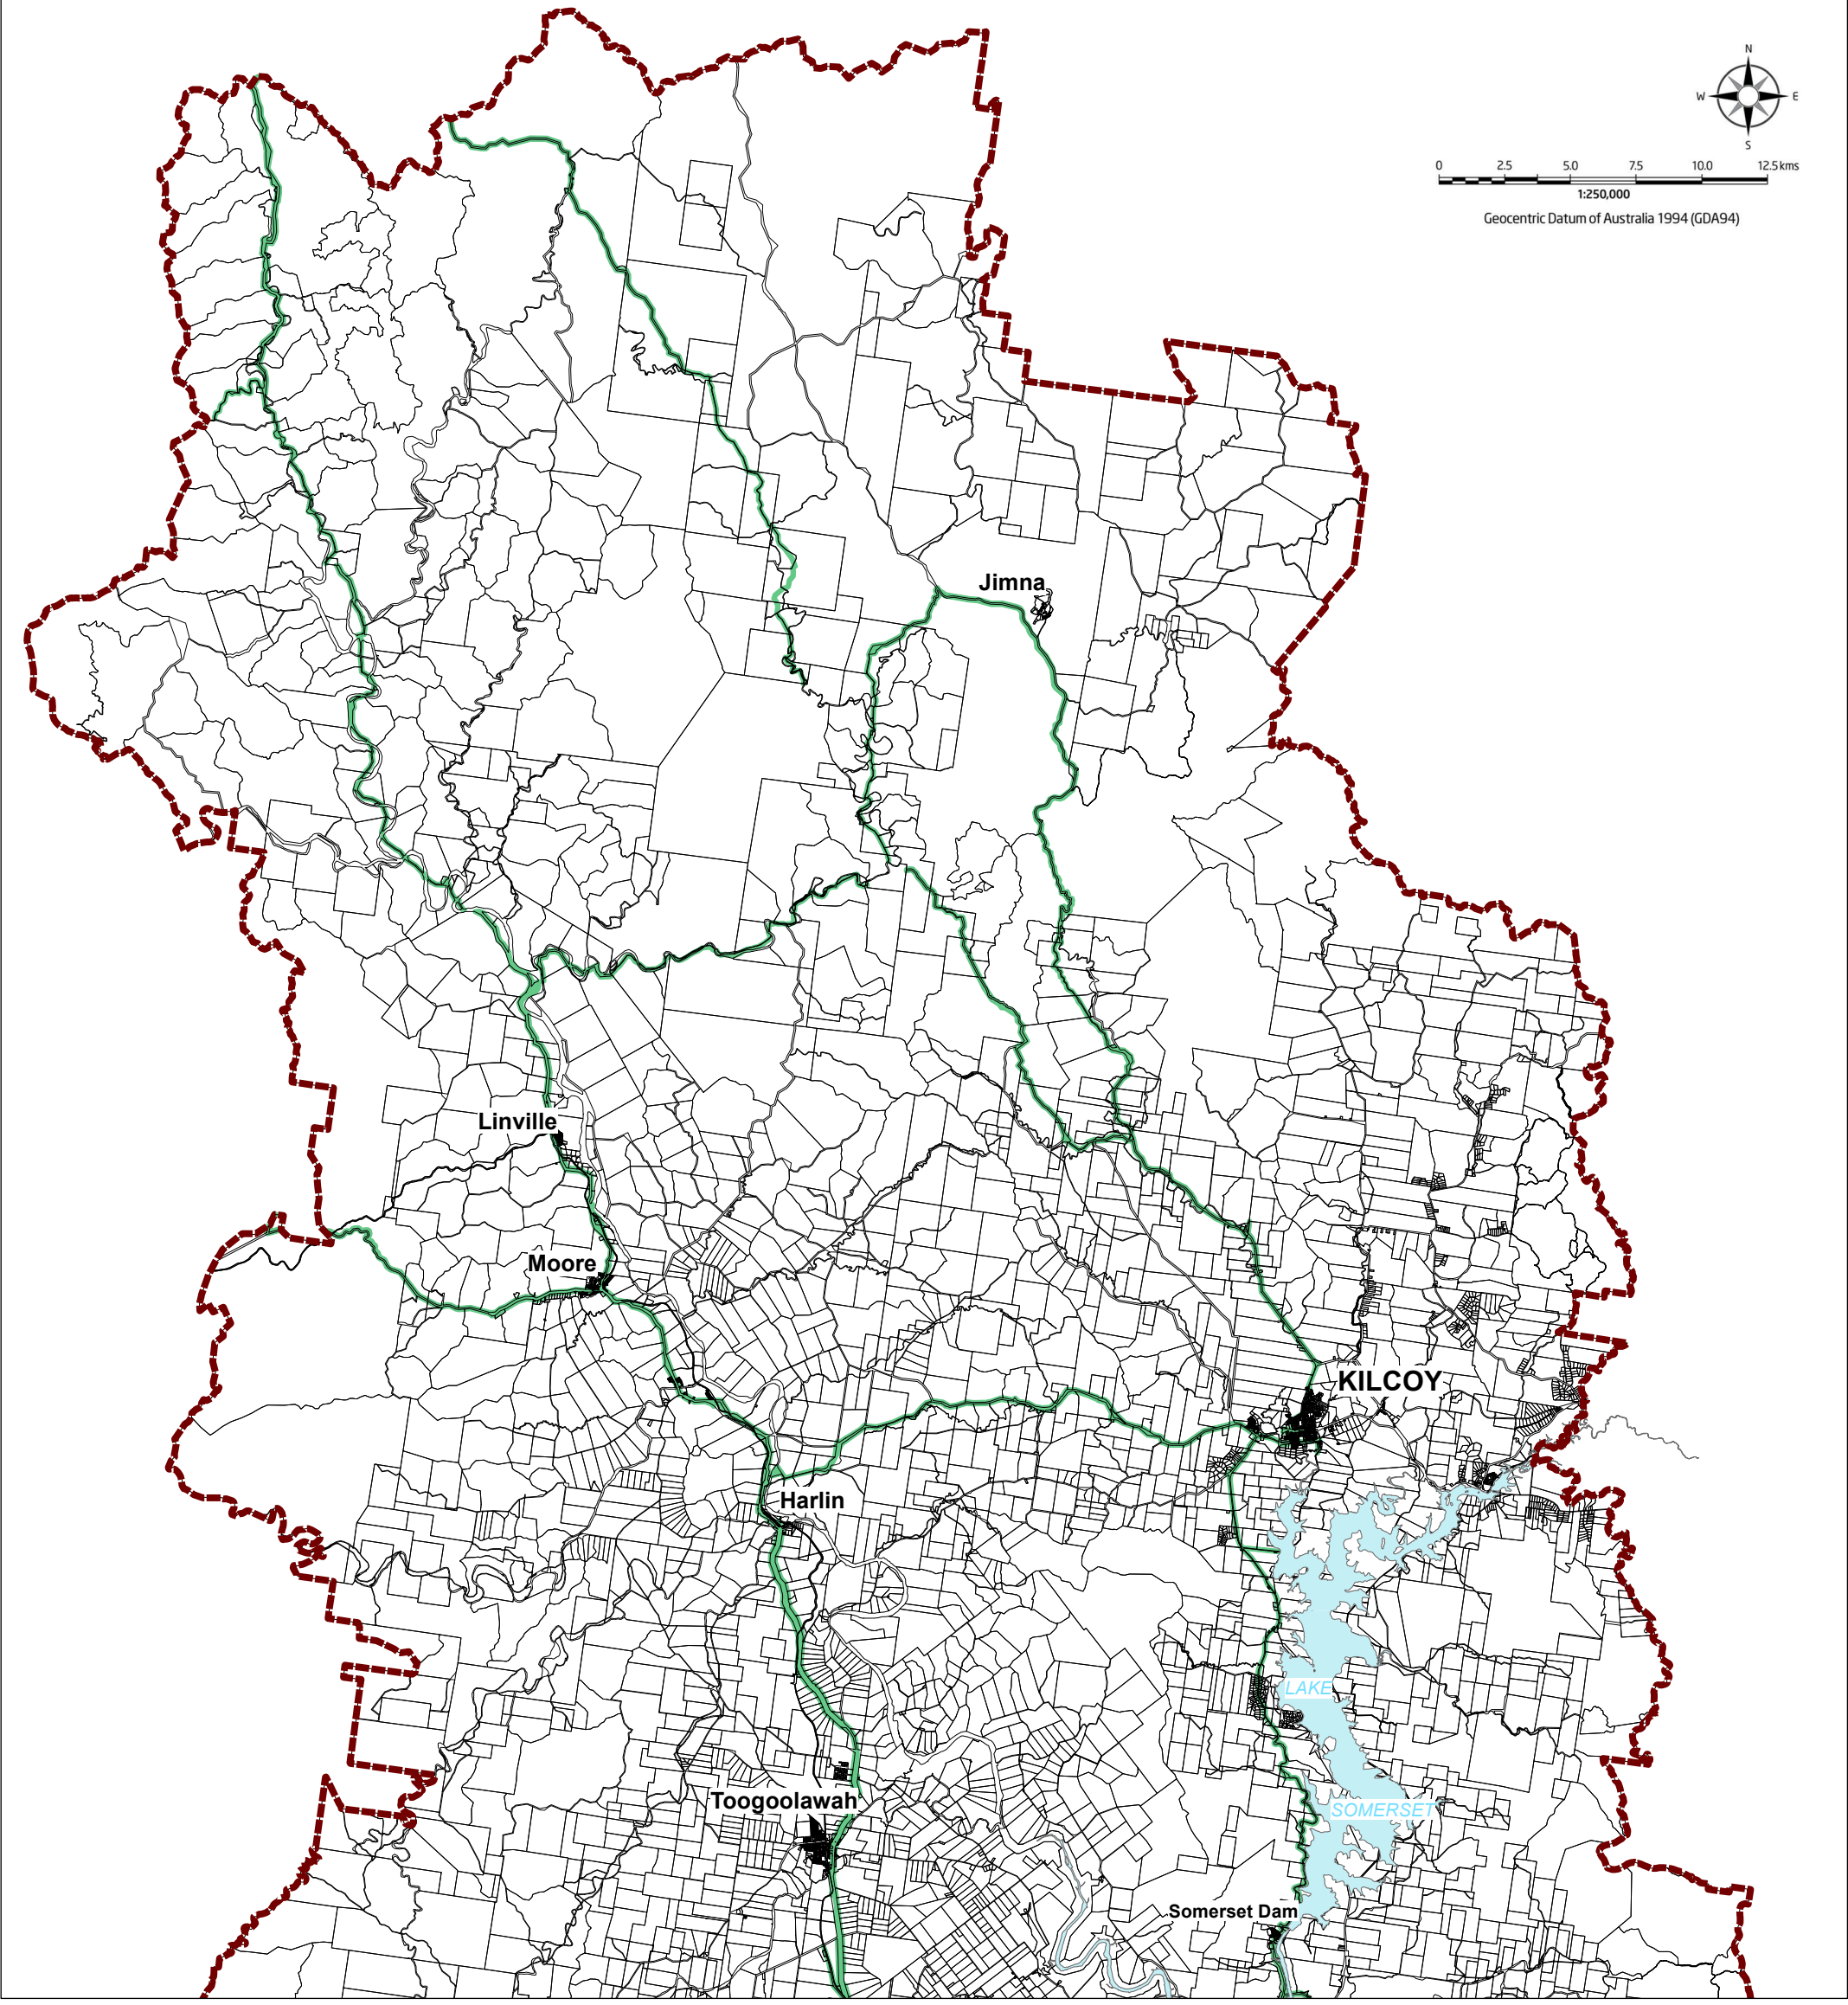 N
W E
S
0 2.5 5.0 7.5 10.0 12.5 kms
1:250,000
Geocentric Datum of Australia 1994 (GDA94)
Jimna
Linville
Moore
KILCOY
Harlin
LAKE
Toogoolawah
SOMERSET
Somerset Dam